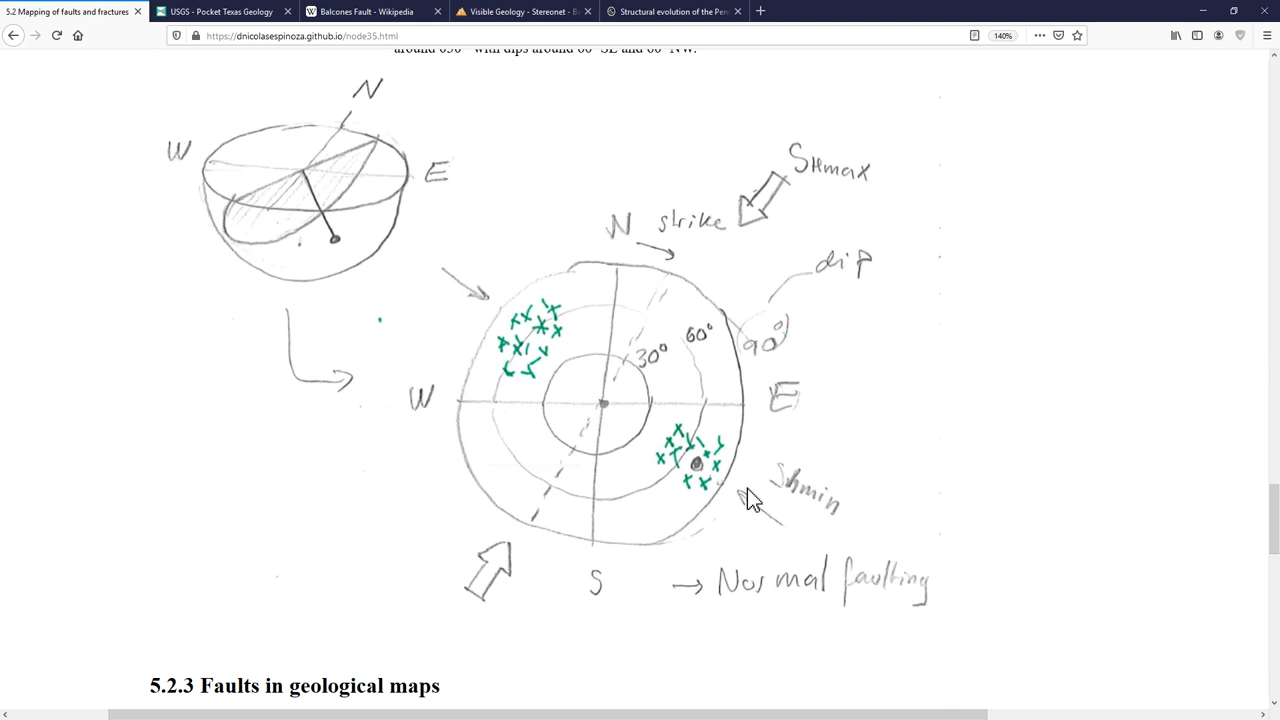 5.2 Mapping of faults and fractures
USGS - Pocket Texas Geology
Balcones Fault - Wikipedia
Visible Geology - Stereonet - B
Structural evolution of the Pen
https://dnicolasespinoza.github.io/node35.html
140%
N
W
E
SHmax
N strike
dip
30°
60°
90°
W
E
Shmin
S
→ Normal faulting
5.2.3 Faults in geological maps